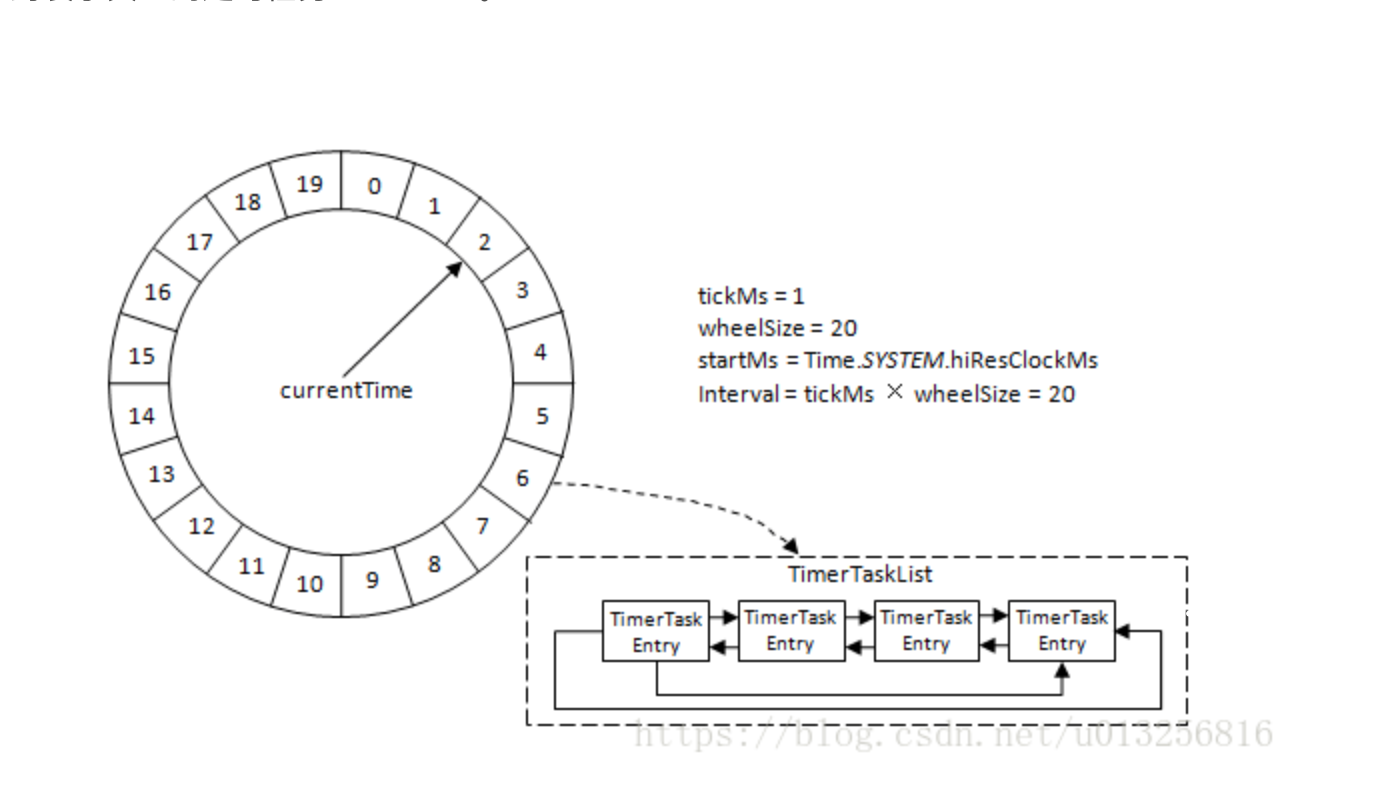 19
0
18
1
17
2
16
3
15
4
14
5
13
6
12
7
11
8
10
9
currentTime
tickMs = 1
wheelSize = 20
startMs = Time.SYSTEM.hiResClockMs
Interval = tickMs × wheelSize = 20
TimerTaskList
TimerTask
Entry
TimerTask
Entry
TimerTask
Entry
TimerTask
Entry
https://blog.csdn.net/u013256816